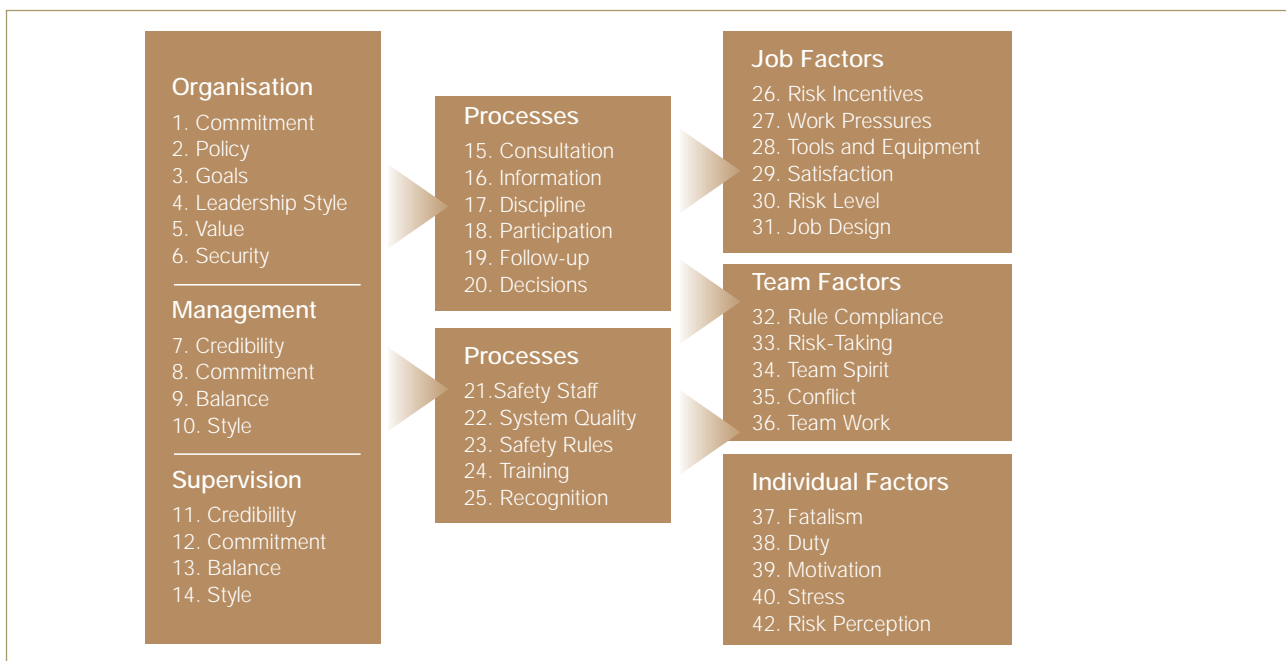 Organisation
1. Commitment
2. Policy
3. Goals
4. Leadership Style
5. Value
6. Security
Management
7. Credibility
8. Commitment
9. Balance
10. Style
Supervision
11. Credibility
12. Commitment
13. Balance
14. Style
Processes
15. Consultation
16. Information
17. Discipline
18. Participation
19. Follow-up
20. Decisions
Processes
21.Safety Staff
22. System Quality
23. Safety Rules
24. Training
25. Recognition
Job Factors
26. Risk Incentives
27. Work Pressures
28. Tools and Equipment
29. Satisfaction
30. Risk Level
31. Job Design
Team Factors
32. Rule Compliance
33. Risk-Taking
34. Team Spirit
35. Conflict
36. Team Work
Individual Factors
37. Fatalism
38. Duty
39. Motivation
40. Stress
42. Risk Perception